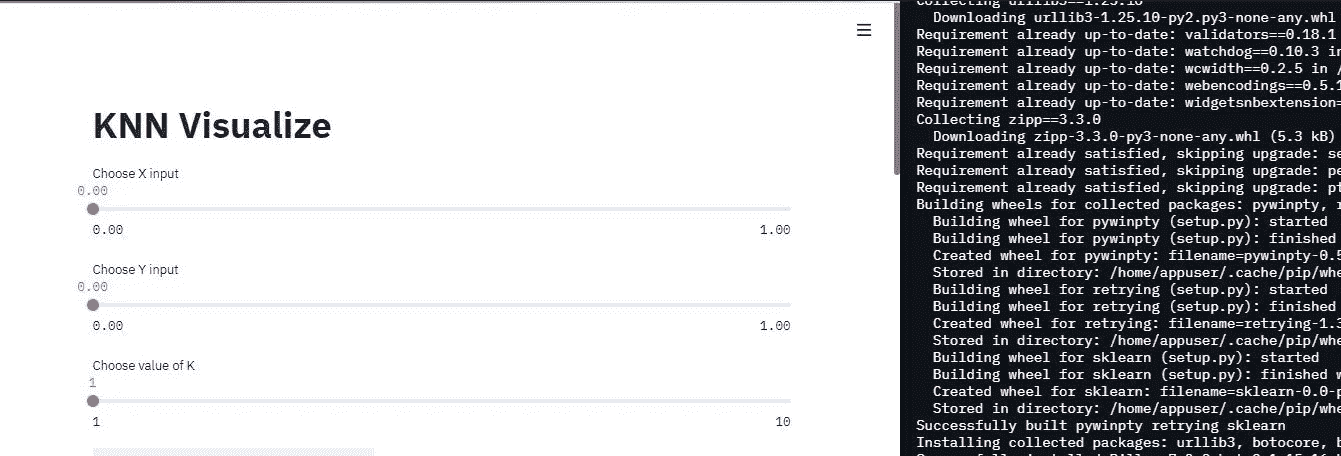 KNN Visualize
Choose X input
0.00
0.00 1.00
Choose Y input
0.00
0.00 1.00
Choose value of K
1
1 10
Collecting urllib3==1.25.10
Downloading urllib3-1.25.10-py2.py3-none-any.whl
Requirement already up-to-date: validators==0.18.1
Requirement already up-to-date: watchdog==0.10.3 in
Requirement already up-to-date: wcwidth==0.2.5 in /
Requirement already up-to-date: webencodings==0.5.1
Requirement already up-to-date: widgetsnbextension=
Collecting zipp==3.3.0
Downloading zipp-3.3.0-py3-none-any.whl (5.3 kB)
Requirement already satisfied, skipping upgrade: se
Requirement already satisfied, skipping upgrade: pe
Requirement already satisfied, skipping upgrade: pt
Building wheels for collected packages: pywinpty, r
Building wheel for pywinpty (setup.py): started
Building wheel for pywinpty (setup.py): finished
Created wheel for pywinpty: filename=pywinpty-0.5
Stored in directory: /home/appuser/.cache/pip/whe
Building wheel for retrying (setup.py): started
Building wheel for retrying (setup.py): finished
Created wheel for retrying: filename=retrying-1.3
Stored in directory: /home/appuser/.cache/pip/whe
Building wheel for sklearn (setup.py): started
Building wheel for sklearn (setup.py): finished w
Created wheel for sklearn: filename=sklearn-0.0-p
Stored in directory: /home/appuser/.cache/pip/whe
Successfully built pywinpty retrying sklearn
Installing collected packages: urllib3, botocore, b